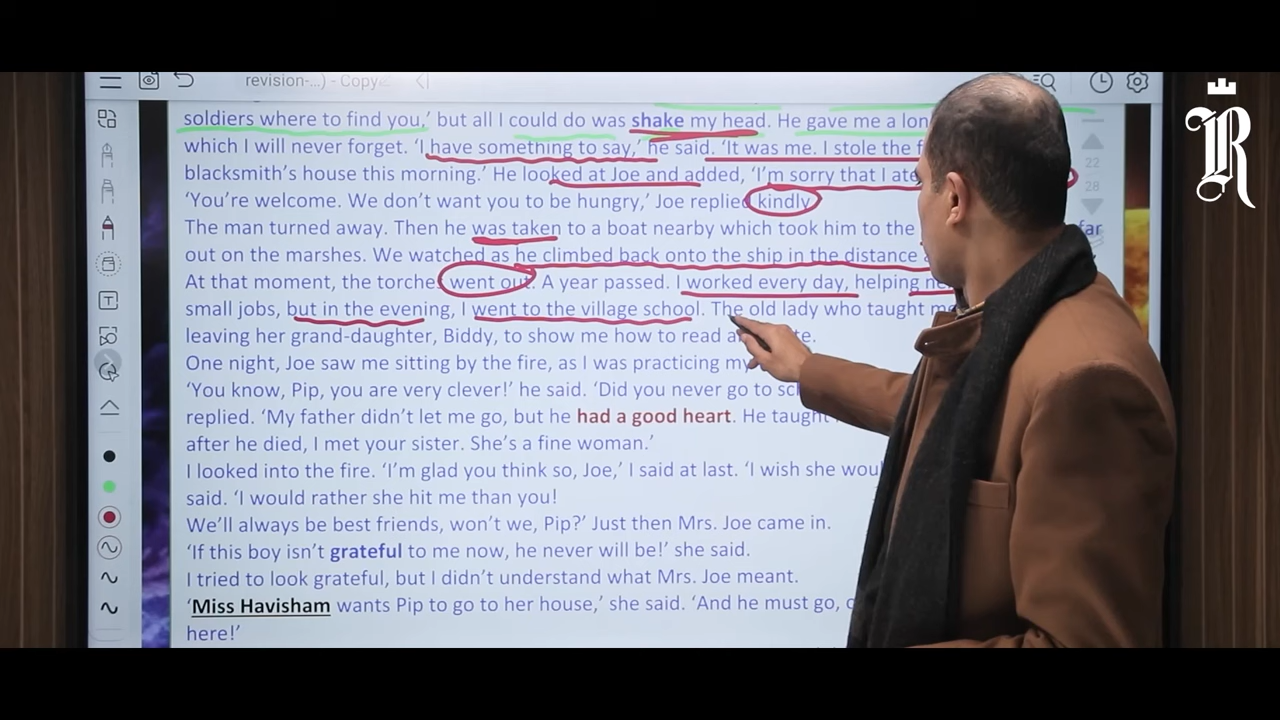 revision-...) - Copy
soldiers where to find you,’ but all I could do was shake my head. He gave me a
which I will never forget. ‘I have something to say,’ he said. ‘It was me. I stole the
blacksmith’s house this morning.’ He looked at Joe and added, ‘I’m sorry that I ate
‘You’re welcome. We don’t want you to be hungry,’ Joe replied kindly
The man turned away. Then he was taken to a boat nearby which took him to the far
out on the marshes. We watched as he climbed back onto the ship in the distance
At that moment, the torches went out. A year passed. I worked every day, helping
small jobs, but in the evening, I went to the village school. The old lady who taught
leaving her grand-daughter, Biddy, to show me how to read
One night, Joe saw me sitting by the fire, as I was practicing my
‘You know, Pip, you are very clever!’ he said. ‘Did you never go to
replied. ‘My father didn’t let me go, but he had a good heart. He taught
after he died, I met your sister. She’s a fine woman.’
I looked into the fire. ‘I’m glad you think so, Joe,’ I said at last. ‘I wish she
said. ‘I would rather she hit me than you!
We’ll always be best friends, won’t we, Pip?’ Just then Mrs. Joe came in.
‘If this boy isn’t grateful to me now, he never will be!’ she said.
I tried to look grateful, but I didn’t understand what Mrs. Joe meant.
‘Miss Havisham wants Pip to go to her house,’ she said. ‘And he must go,
here!’
22
28
R